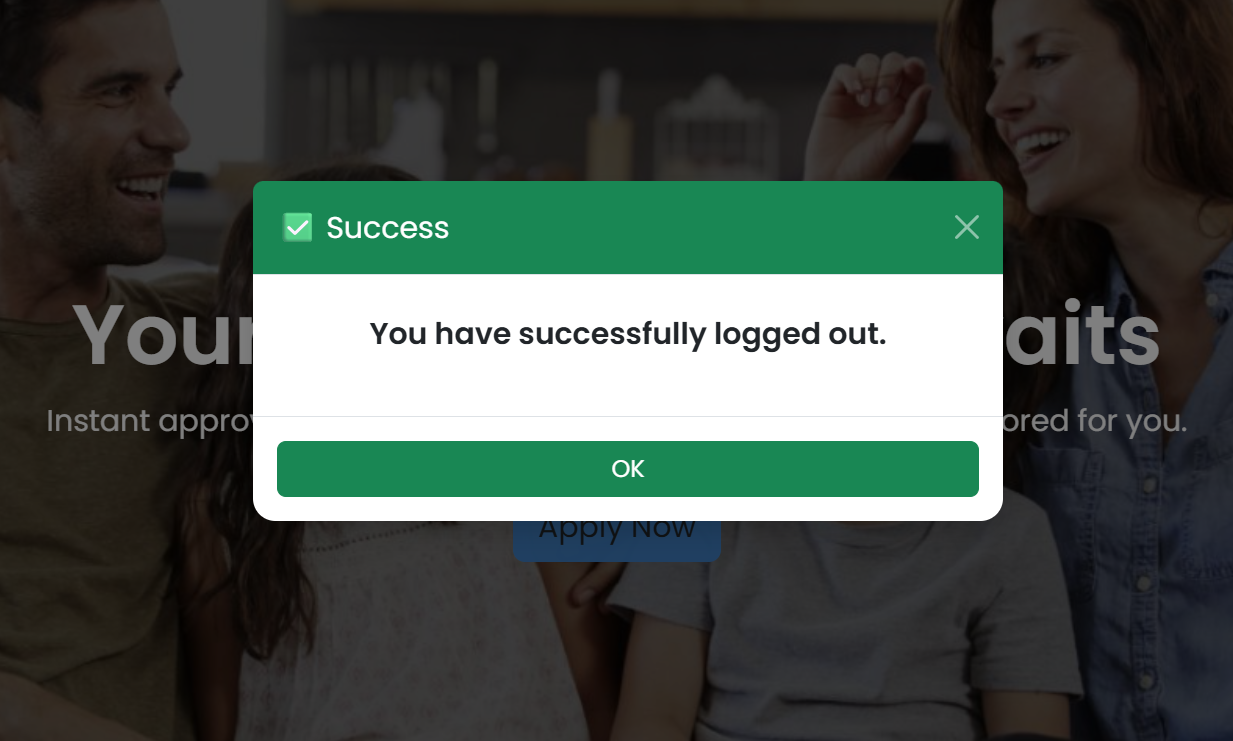 Success
You have successfully logged out.
Your aits
Instant approv ored for you.
OK
Apply Now